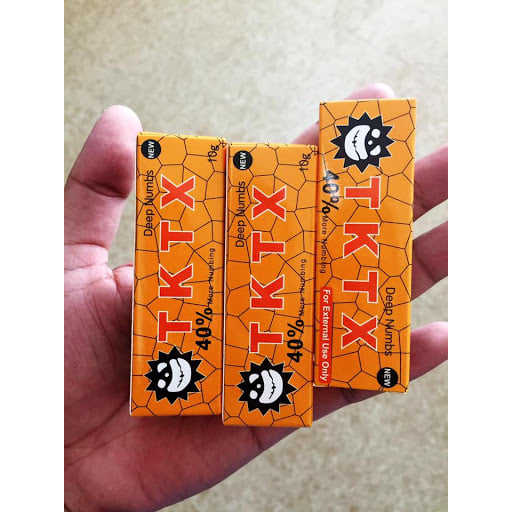 NEW
Deep Numbs
10g
TKTX
40% More Numbing
NEW
Deep Numbs
10g
TKTX
40% More Numbing
TKTX
40% More Numbing
For External Use Only
Deep Numbs
NEW